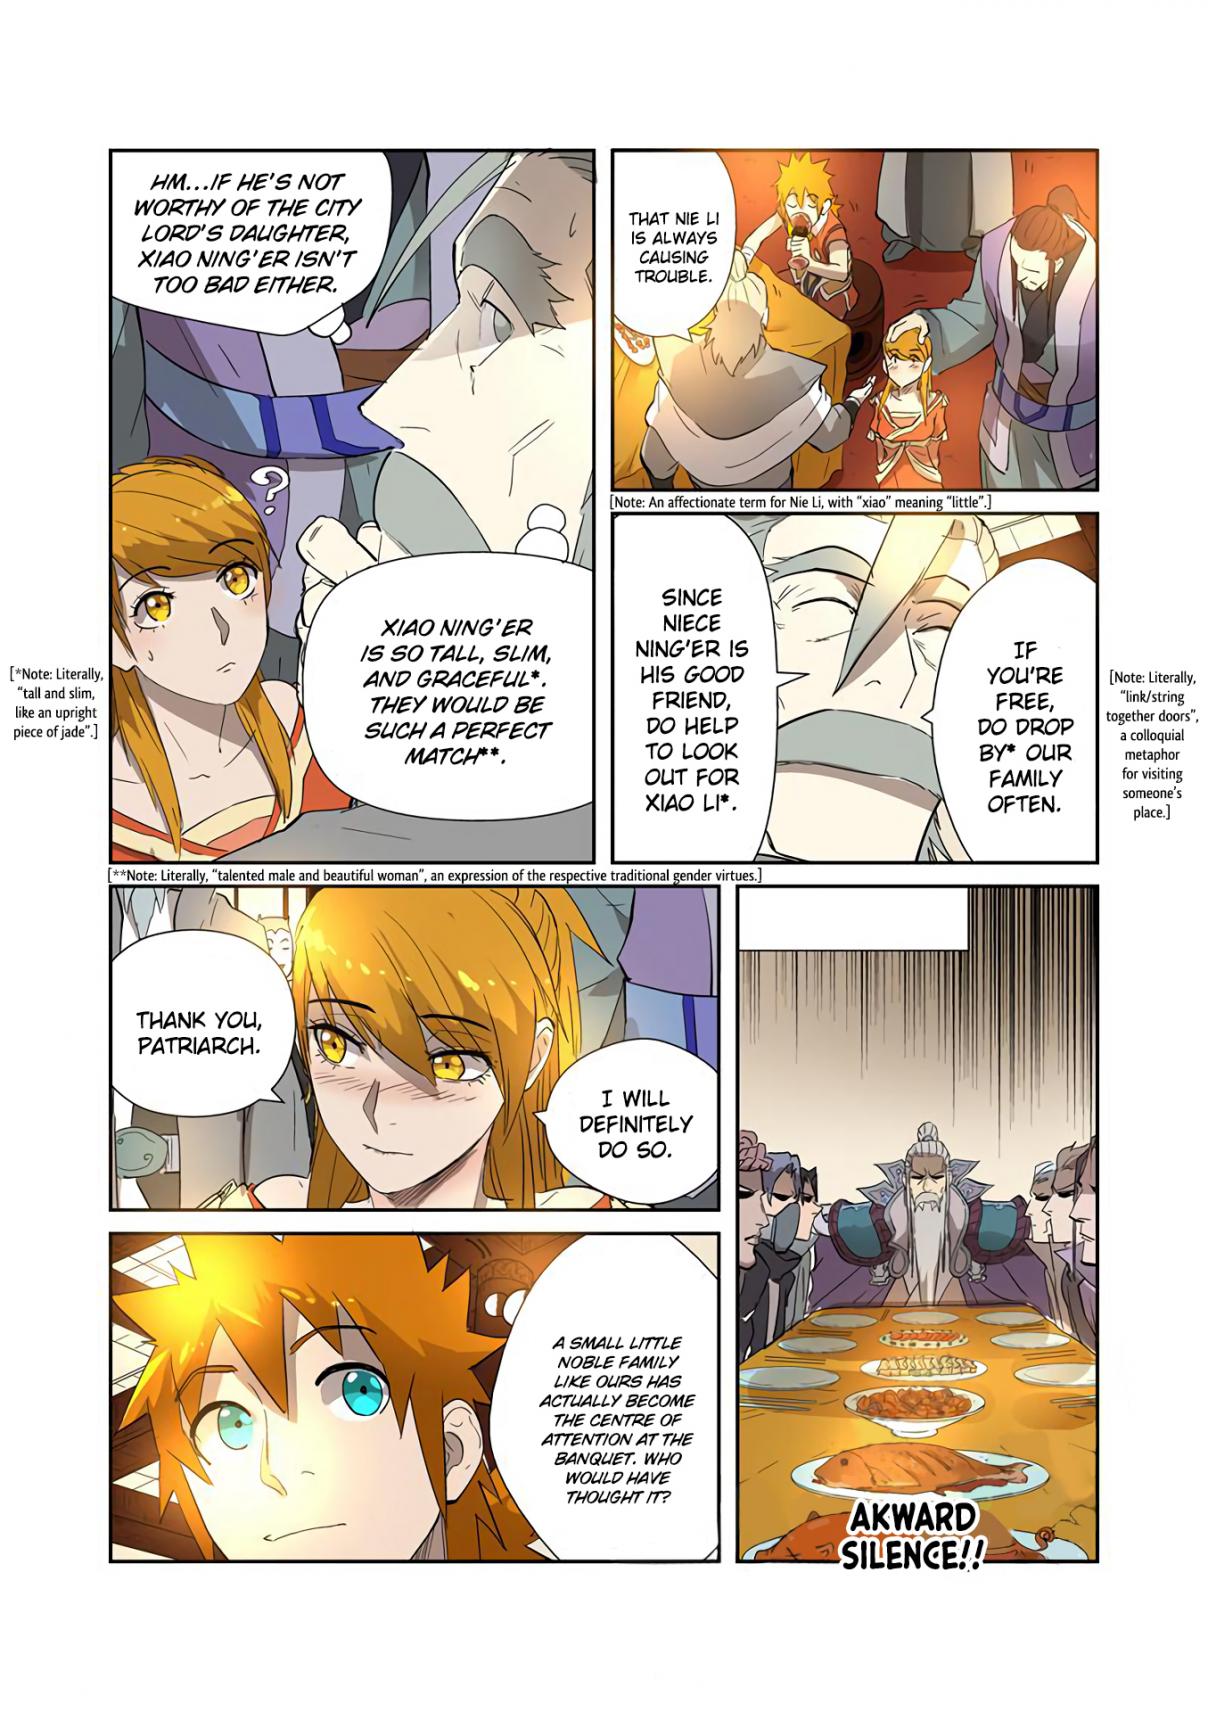 HM...IF HE'S NOT
WORTHY OF THE CITY
LORD'S DAUGHTER,
XIAO NING'ER ISN'T
TOO BAD EITHER.
?
XIAO NING'ER
IS SO TALL, SLIM,
AND GRACEFUL*.
THEY WOULD BE
SUCH A PERFECT
MATCH**.
[*Note: Literally,
"tall and slim,
like an upright
piece of jade".]
THAT NIE LI
IS ALWAYS
CAUSING
TROUBLE.
[Note: An affectionate term for Nie Li, with "xiao" meaning "little".]
SINCE
NIECE
NING'ER IS
HIS GOOD
FRIEND,
DO HELP
TO LOOK
OUT FOR
XIAO LI*.
IF
YOU'RE
FREE,
DO DROP
BY* OUR
FAMILY
OFTEN.
[Note: Literally,
"link/string
together doors",
a colloquial
metaphor
for visiting
someone's
place.]
[**Note: Literally, "talented male and beautiful woman", an expression of the respective traditional gender virtues.]
THANK YOU,
PATRIARCH.
I WILL
DEFINITELY
DO SO.
A SMALL LITTLE
NOBLE FAMILY
LIKE OURS HAS
ACTUALLY BECOME
THE CENTRE OF
ATTENTION AT THE
BANQUET. WHO
WOULD HAVE
THOUGHT IT?
AKWARD
SILENCE!!